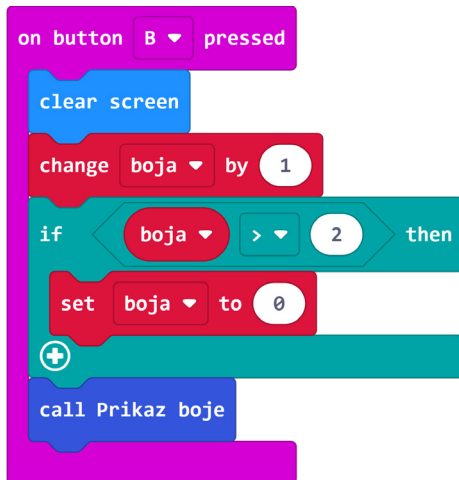 on button B pressed
clear screen
change boja by 1
if boja > 2 then
set boja to 0
call Prikaz boje